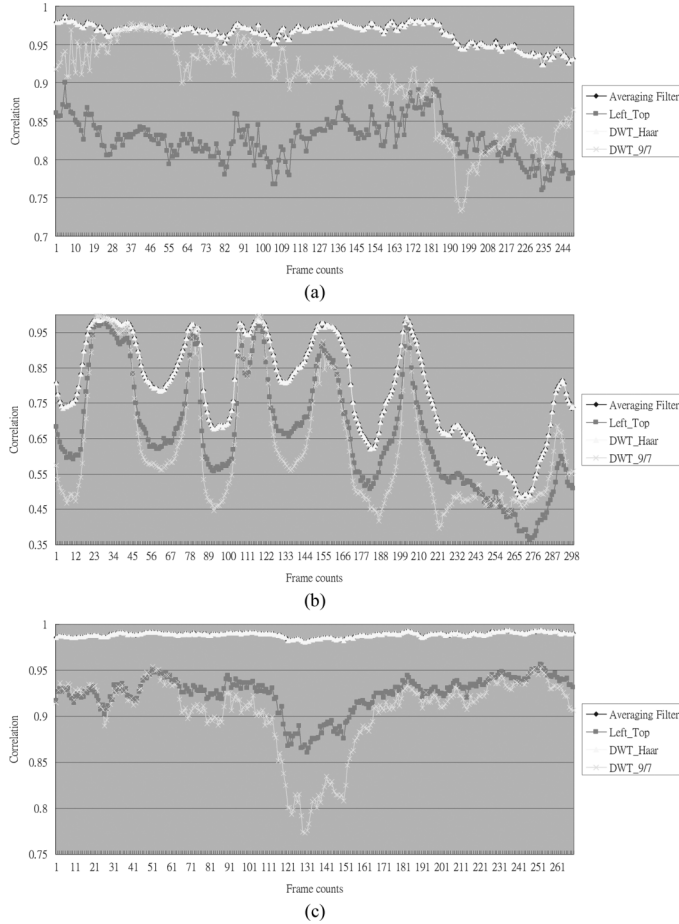 1
0.95
0.9
0.85
0.8
0.75
0.7
Correlation
1 10 19 28 37 46 55 64 73 82 91 100 109 118 127 136 145 154 163 172 181 190 199 208 217 226 235 244
Frame counts
Averaging Filter
Left_Top
DWT_Haar
DWT_9/7
(a)
0.95
0.85
0.75
0.65
0.55
0.45
0.35
Correlation
1 12 23 34 45 56 67 78 89 100 111 122 133 144 155 166 177 188 199 210 221 232 243 254 265 276 287 298
Frame counts
Averaging Filter
Left_Top
DWT_Haar
DWT_9/7
(b)
1
0.95
0.9
0.85
0.8
0.75
Correlation
1 11 21 31 41 51 61 71 81 91 101 111 121 131 141 151 161 171 181 191 201 211 221 231 241 251 261
Frame counts
Averaging Filter
Left_Top
DWT_Haar
DWT_9/7
(c)